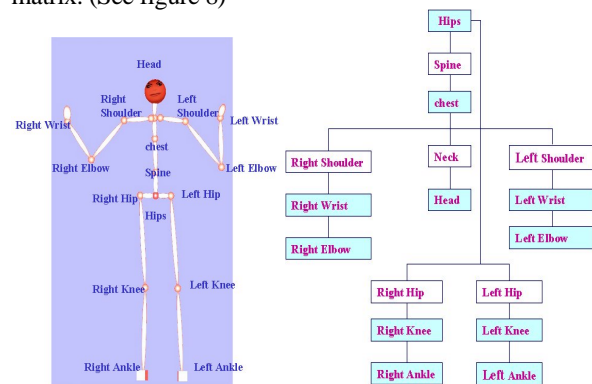 matrix. (See figure 8)
Head
Right Shoulder
Left Shoulder
Right Wrist
Left Wrist
chest
Right Elbow
Left Elbow
Spine
Right Hip
Left Hip
Hips
Right Knee
Left Knee
Right Ankle
Left Ankle
Hips
Spine
chest
Right Shoulder
Neck
Left Shoulder
Right Wrist
Head
Left Wrist
Right Elbow
Left Elbow
Right Hip
Left Hip
Right Knee
Left Knee
Right Ankle
Left Ankle